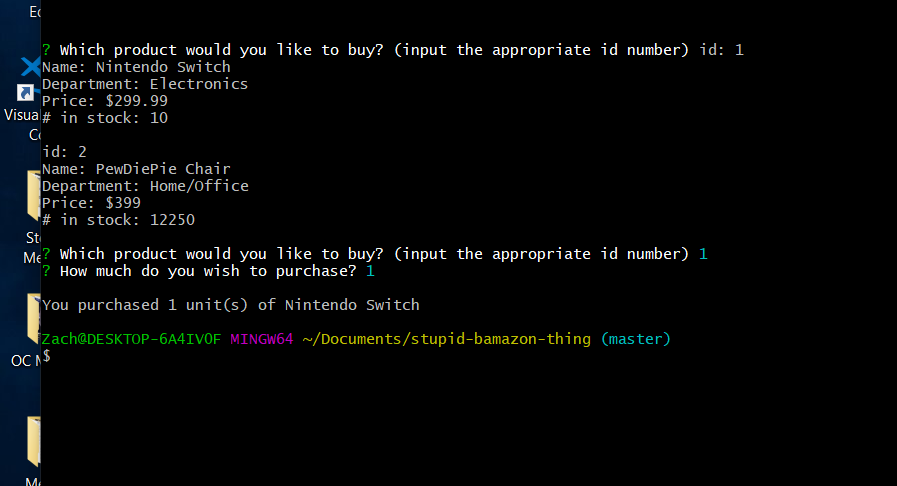 Ec
? Which product would you like to buy? (input the appropriate id number) id: 1
Name: Nintendo Switch
Department: Electronics
Price: $299.99
# in stock: 10
id: 2
Name: PewDiePie Chair
Department: Home/Office
Price: $399
# in stock: 12250
? Which product would you like to buy? (input the appropriate id number) 1
? How much do you wish to purchase? 1
You purchased 1 unit(s) of Nintendo Switch
Zach@DESKTOP-6A4IVOF MINGW64 ~/Documents/stupid-bamazon-thing (master)
$
Visual
Co
St
Me
OC M
Me